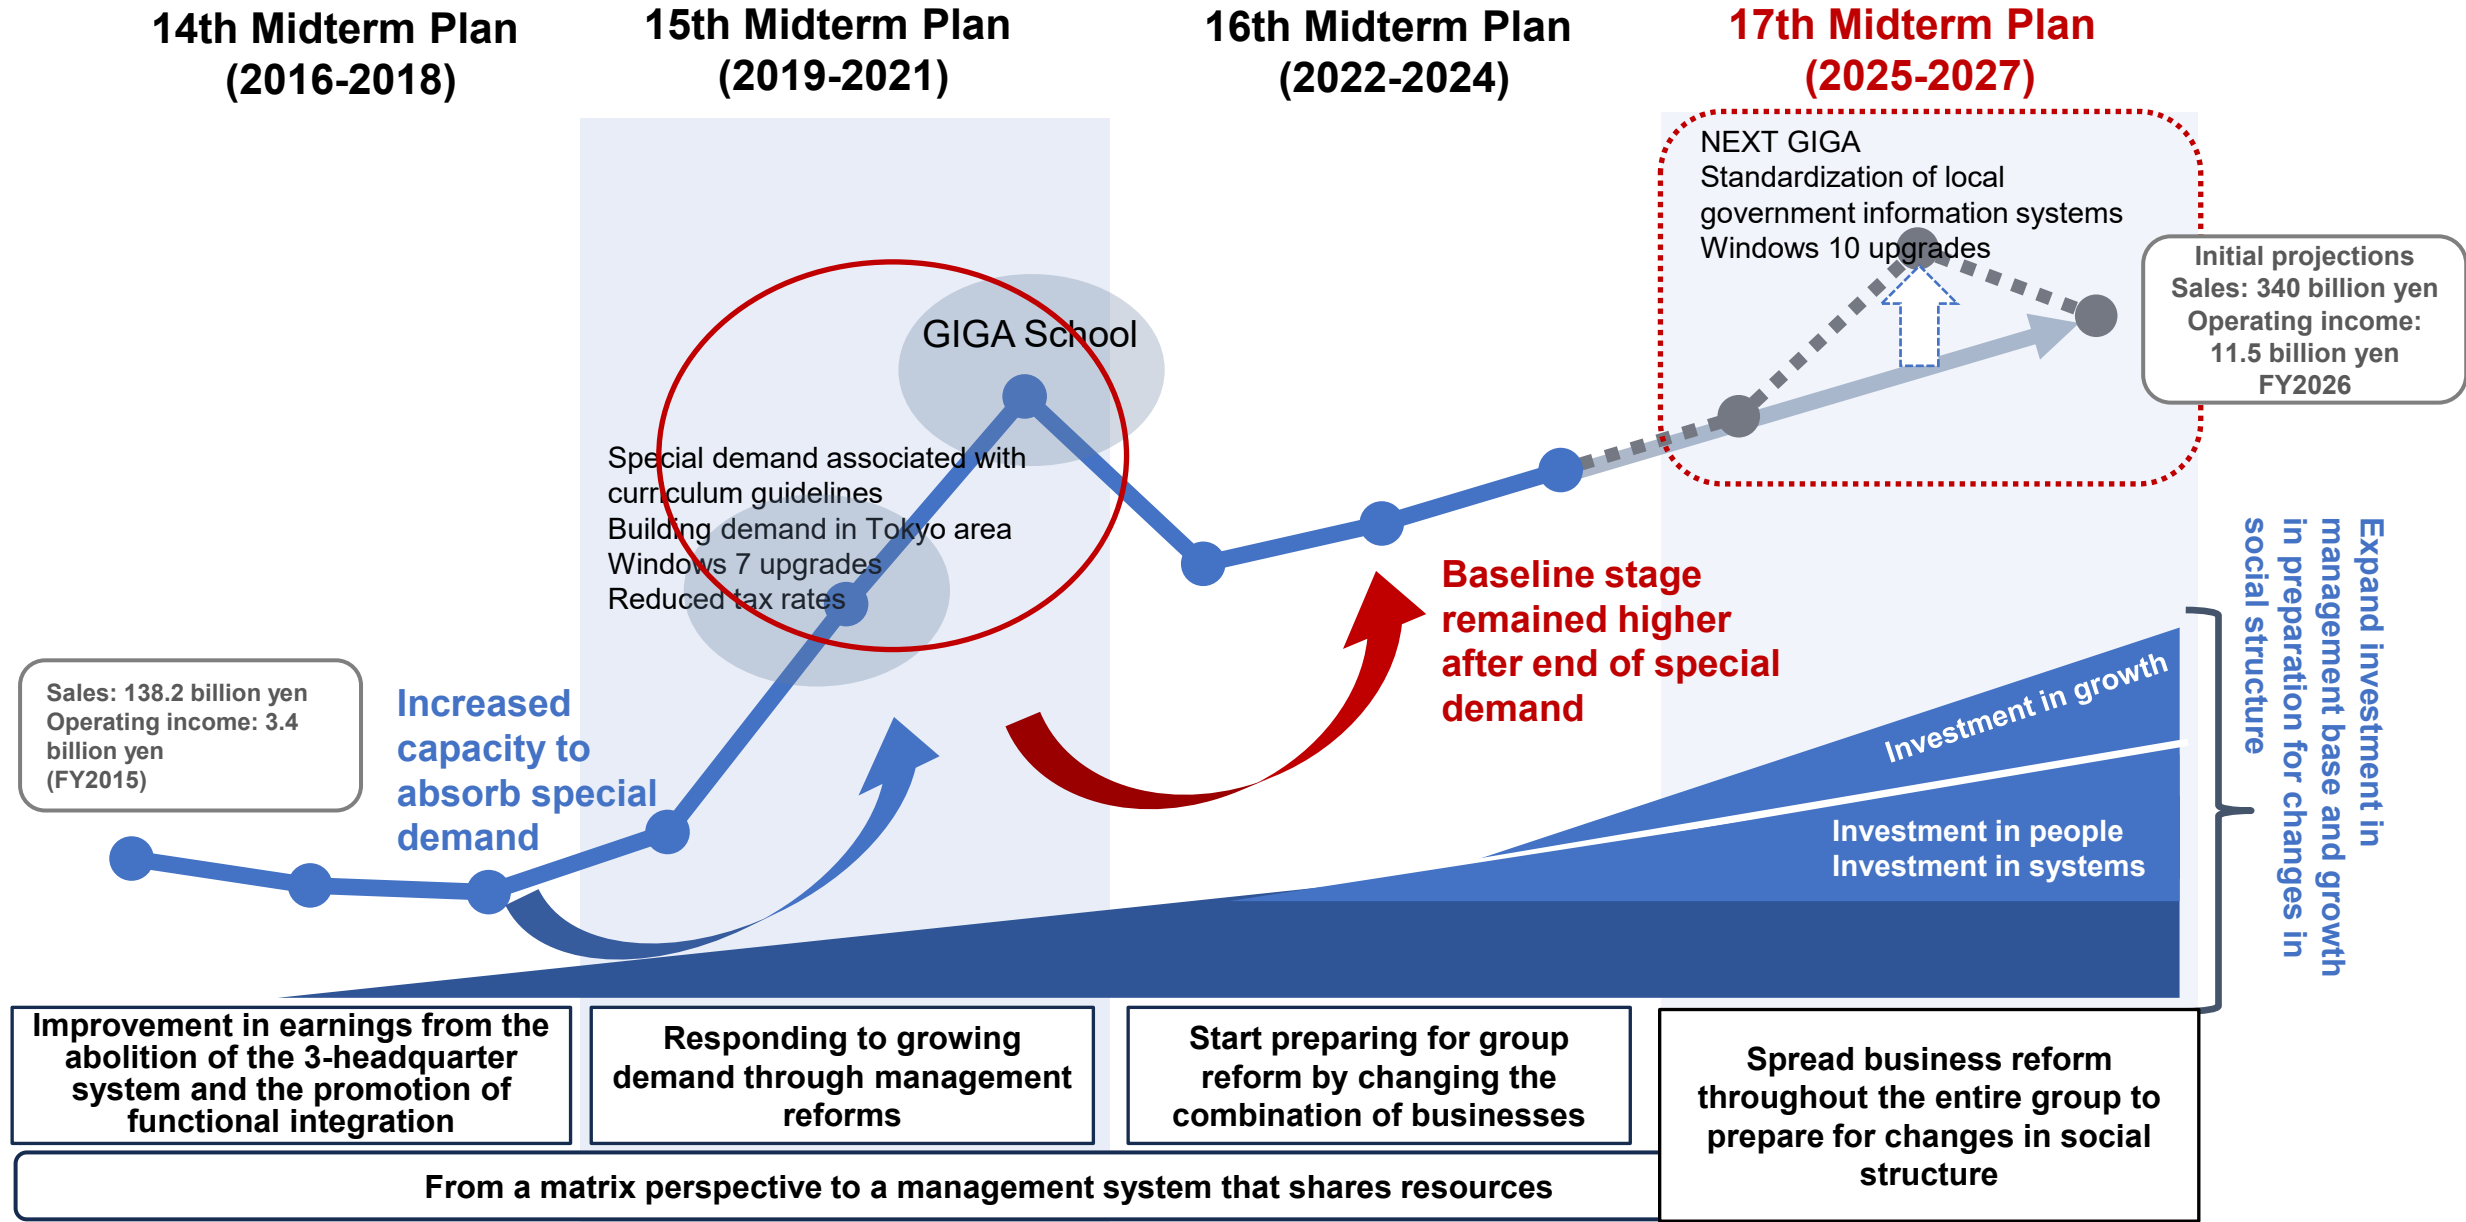 14th Midterm Plan
(2016-2018)
15th Midterm Plan
(2019-2021)
16th Midterm Plan
(2022-2024)
17th Midterm Plan
(2025-2027)
NEXT GIGA
Standardization of local
government information systems
Windows 10 upgrades
Initial projections
Sales: 340 billion yen
Operating income:
11.5 billion yen
FY2026
GIGA School
Special demand associated with
curriculum guidelines
Building demand in Tokyo area
Windows 7 upgrades
Reduced tax rates
Sales: 138.2 billion yen
Operating income: 3.4
billion yen
(FY2015)
Increased
capacity to
absorb special
demand
Baseline stage
remained higher
after end of special
demand
Expand investment in
management base and growth
in preparation for changes in
social structure
Investment in growth
Investment in people
Investment in systems
Improvement in earnings from the
abolition of the 3-headquarter
system and the promotion of
functional integration
Responding to growing
demand through management
reforms
Start preparing for group
reform by changing the
combination of businesses
Spread business reform
throughout the entire group to
prepare for changes in social
structure
From a matrix perspective to a management system that shares resources